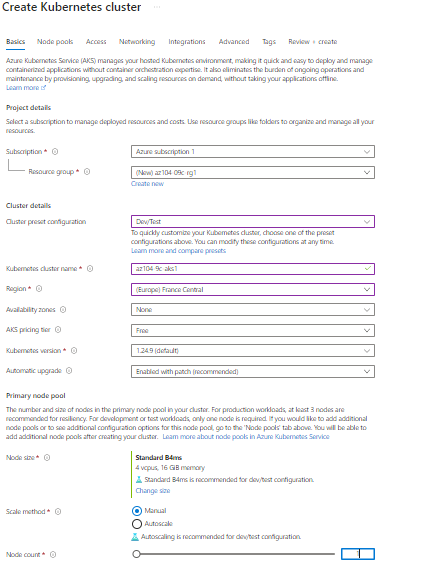 Create Kubernetes cluster ...
Basics Node pools Access Networking Integrations Advanced Tags Review + create
Azure Kubernetes Service (AKS) manages your hosted Kubernetes environment, making it quick and easy to deploy and manage
containerized applications without container orchestration expertise. It also eliminates the burden of ongoing operations and
maintenance by provisioning, upgrading, and scaling resources on demand, without taking your applications offline.
Learn more
Project details
Select a subscription to manage deployed resources and costs. Use resource groups like folders to organize and manage all your
resources.
Subscription *
Azure subscription 1
Resource group *
(New) az104-09c-rg1
Create new
Cluster details
Cluster preset configuration
Dev/Test
To quickly customize your Kubernetes cluster, choose one of the preset
configurations above. You can modify these configurations at any time.
Learn more and compare presets
Kubernetes cluster name *
az104-9c-aks1
Region *
(Europe) France Central
Availability zones
None
AKS pricing tier
Free
Kubernetes version *
1.24.9 (default)
Automatic upgrade
Enabled with patch (recommended)
Primary node pool
The number and size of nodes in the primary node pool in your cluster. For production workloads, at least 3 nodes are
recommended for resiliency. For development or test workloads, only one node is required. If you would like to add additional
node pools or to see additional configuration options for this node pool, go to the 'Node pools' tab above. You will be able to
add additional node pools after creating your cluster. Learn more about node pools in Azure Kubernetes Service
Node size *
Standard B4ms
4 vcpus, 16 GiB memory
Standard B4ms is recommended for dev/test configuration.
Change size
Scale method *
Manual
Autoscale
Autoscaling is recommended for dev/test configuration.
Node count *
1